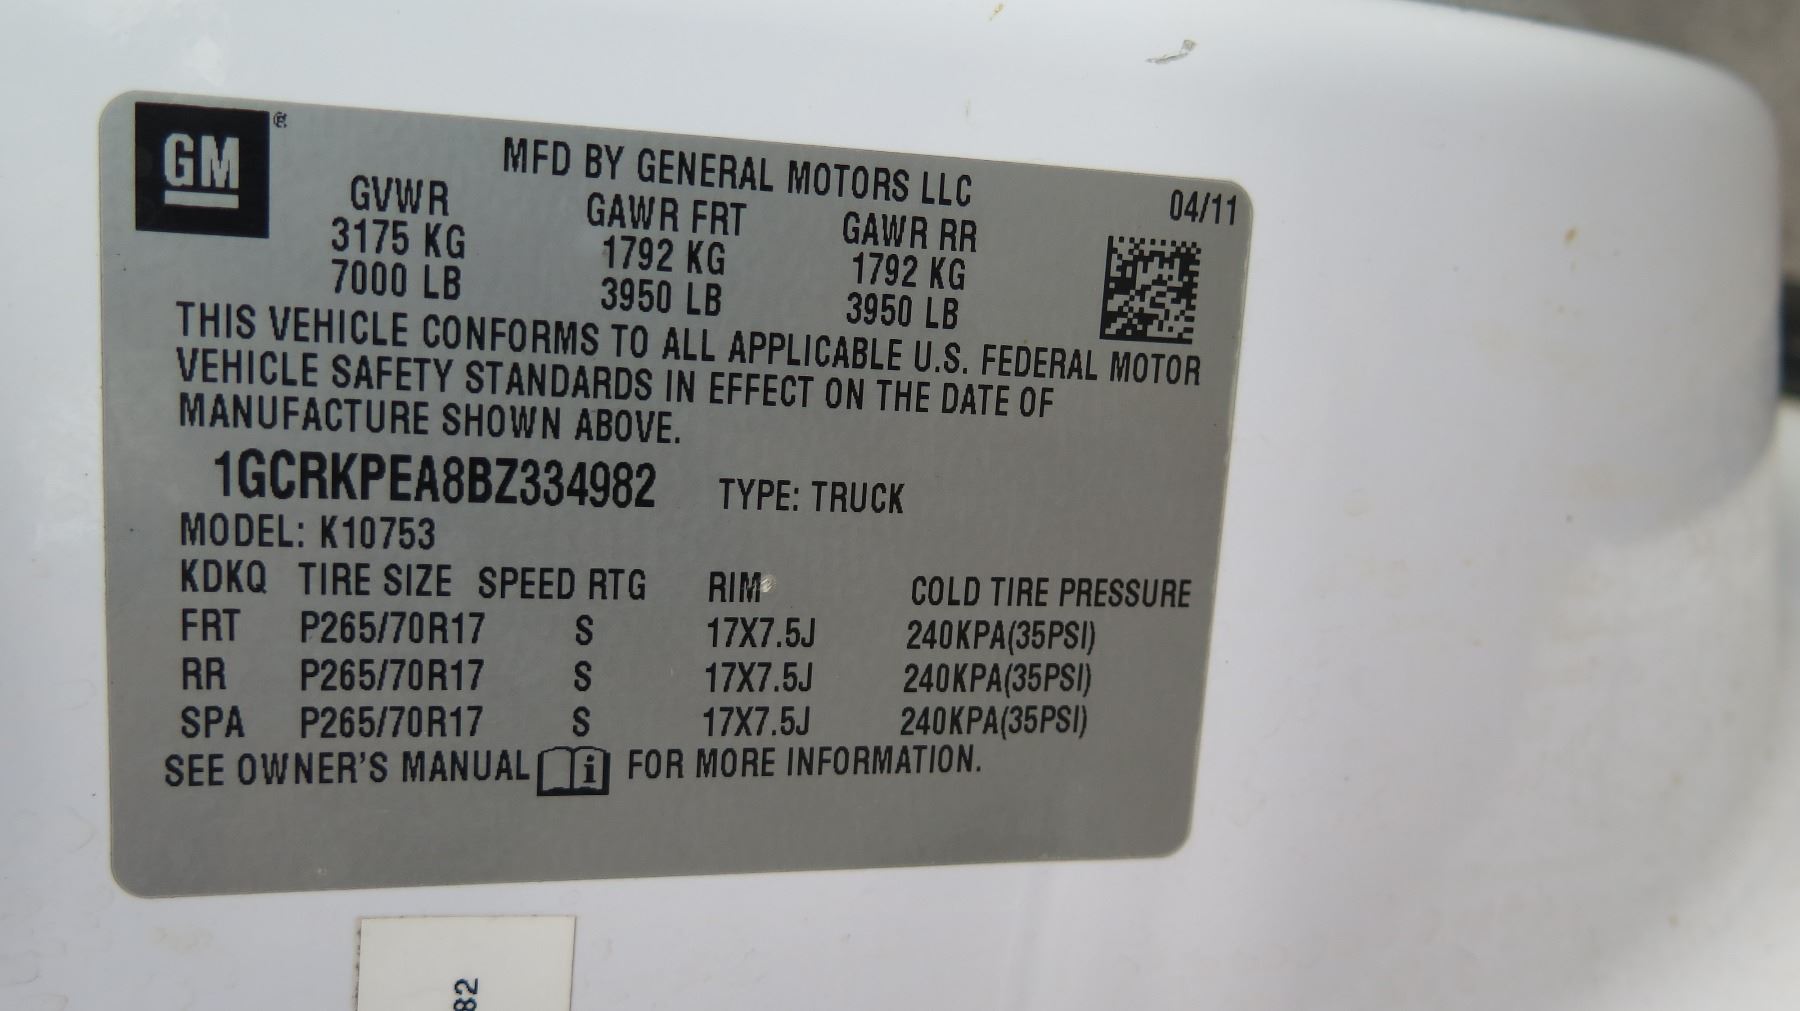 GM®
MFD BY GENERAL MOTORS LLC
04/11
GVWR GAWR FRT GAWR RR
3175 KG 1792 KG 1792 KG
7000 LB 3950 LB 3950 LB
THIS VEHICLE CONFORMS TO ALL APPLICABLE U.S. FEDERAL MOTOR
VEHICLE SAFETY STANDARDS IN EFFECT ON THE DATE OF
MANUFACTURE SHOWN ABOVE.
1GCRKPEA8BZ334982 TYPE: TRUCK
MODEL: K10753
KDKQ TIRE SIZE SPEED RTG RIM COLD TIRE PRESSURE
FRT P265/70R17 S 17X7.5J 240KPA(35PSI)
RR P265/70R17 S 17X7.5J 240KPA(35PSI)
SPA P265/70R17 S 17X7.5J 240KPA(35PSI)
SEE OWNER'S MANUAL i FOR MORE INFORMATION.
82